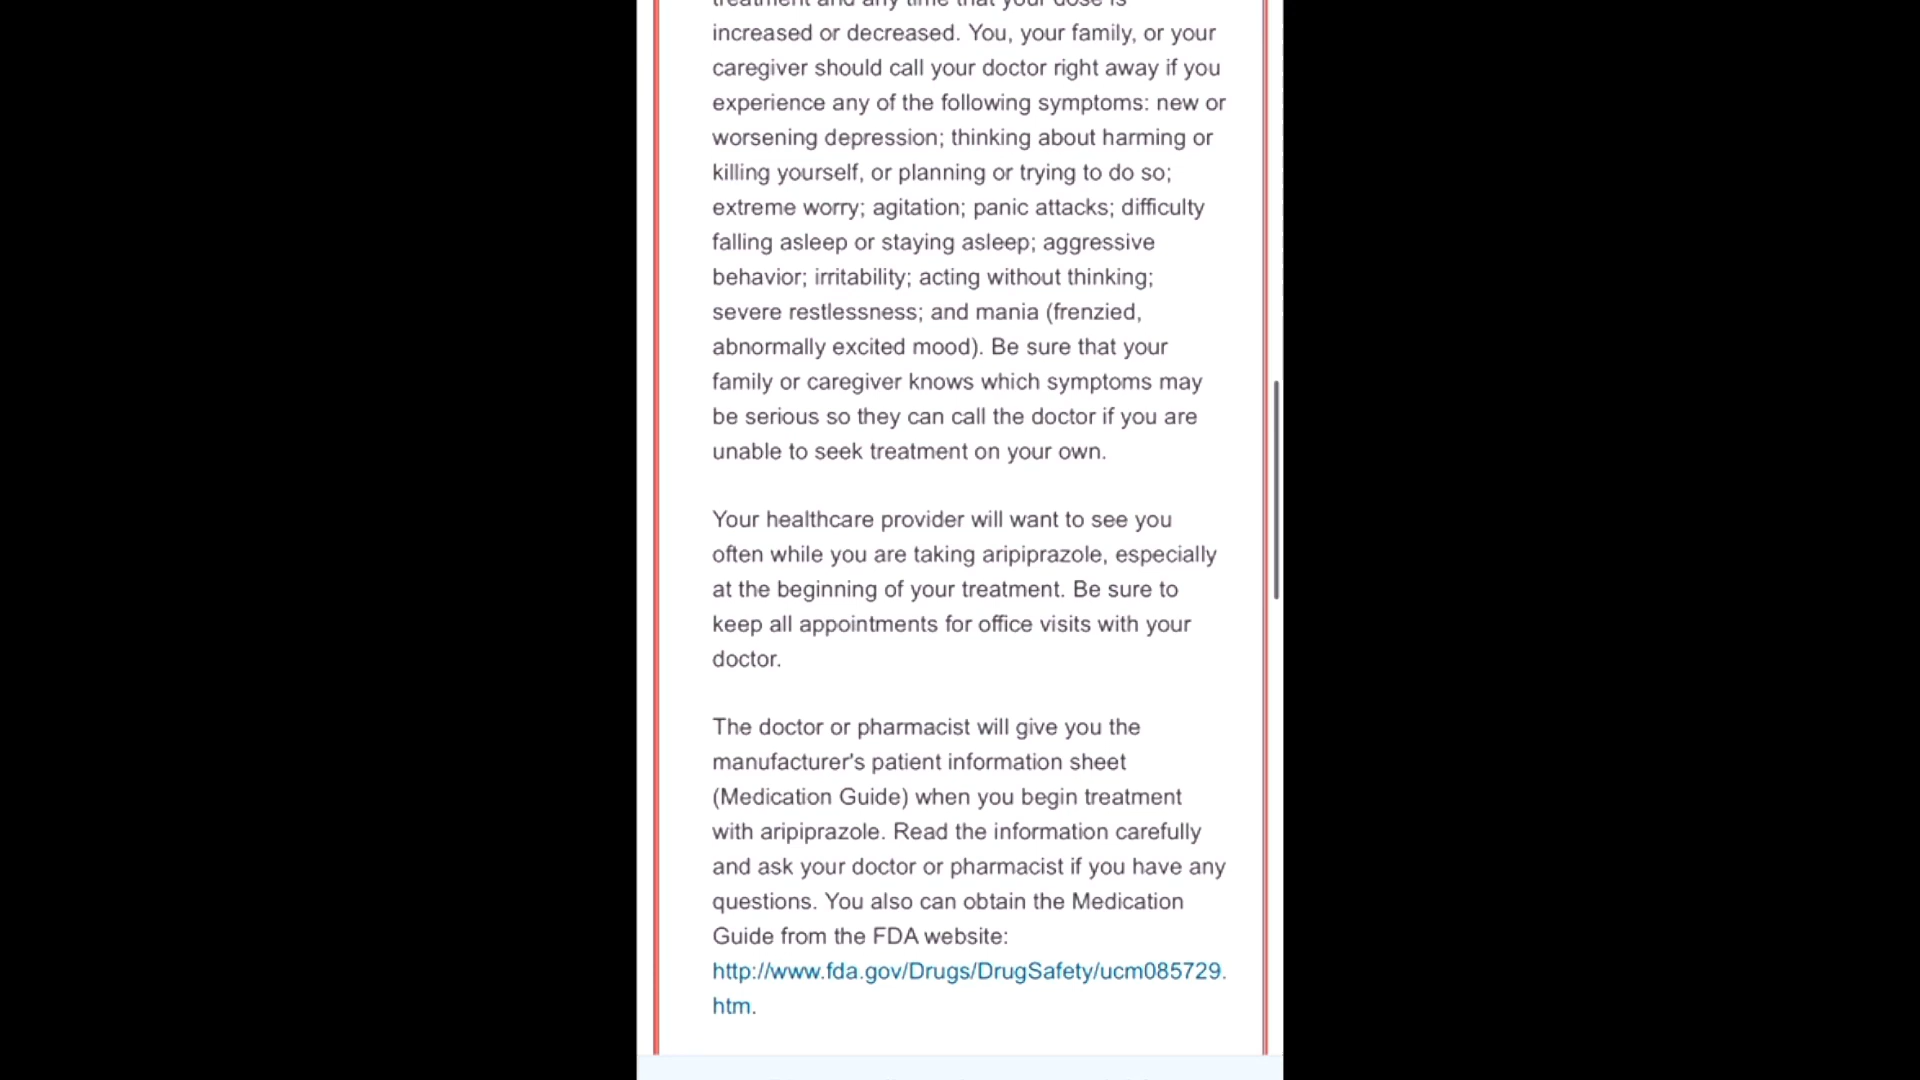 treatment and any time that your dose is
increased or decreased. You, your family, or your
caregiver should call your doctor right away if you
experience any of the following symptoms: new or
worsening depression; thinking about harming or
killing yourself, or planning or trying to do so;
extreme worry; agitation; panic attacks; difficulty
falling asleep or staying asleep; aggressive
behavior; irritability; acting without thinking;
severe restlessness; and mania (frenzied,
abnormally excited mood). Be sure that your
family or caregiver knows which symptoms may
be serious so they can call the doctor if you are
unable to seek treatment on your own.
Your healthcare provider will want to see you
often while you are taking aripiprazole, especially
at the beginning of your treatment. Be sure to
keep all appointments for office visits with your
doctor.
The doctor or pharmacist will give you the
manufacturer's patient information sheet
(Medication Guide) when you begin treatment
with aripiprazole. Read the information carefully
and ask your doctor or pharmacist if you have any
questions. You also can obtain the Medication
Guide from the FDA website:
http://www.fda.gov/Drugs/DrugSafety/ucm085729.
htm.